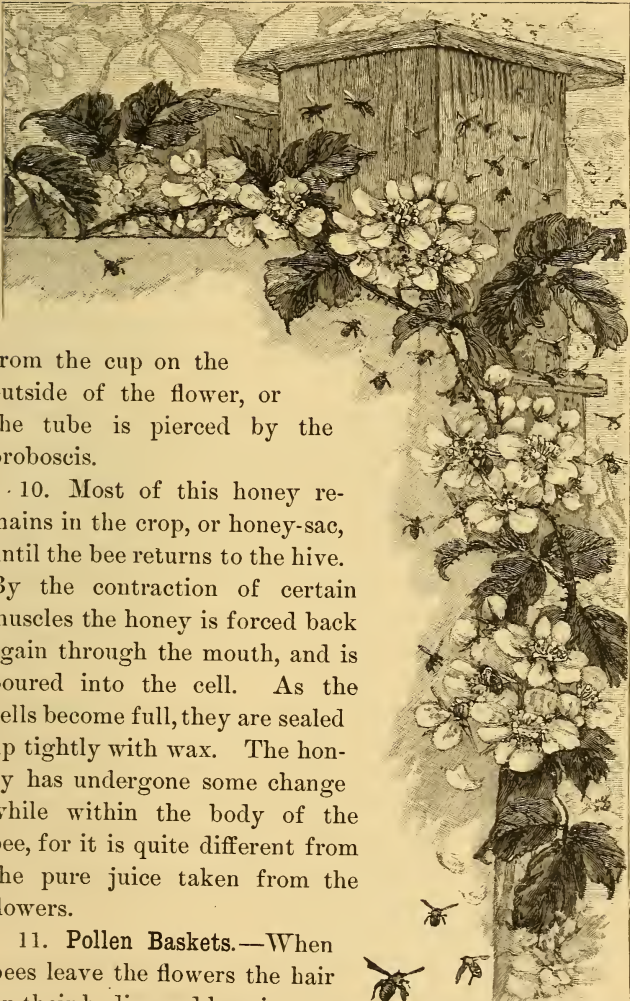 rom the cup on the
utside of the flower, or
he tube is pierced by the
roboscis.
10. Most of this honey re-
ains in the crop, or honey-sac,
ntil the bee returns to the hive.
By the contraction of certain
uscles the honey is forced back
gain through the mouth, and is
oured into the cell. As the
ells become full, they are sealed
p tightly with wax. The hon-
y has undergone some change
while within the body of the
ee, for it is quite different from
he pure juice taken from the
lowers.
11. Pollen Baskets.—When
ees leave the flowers the hair